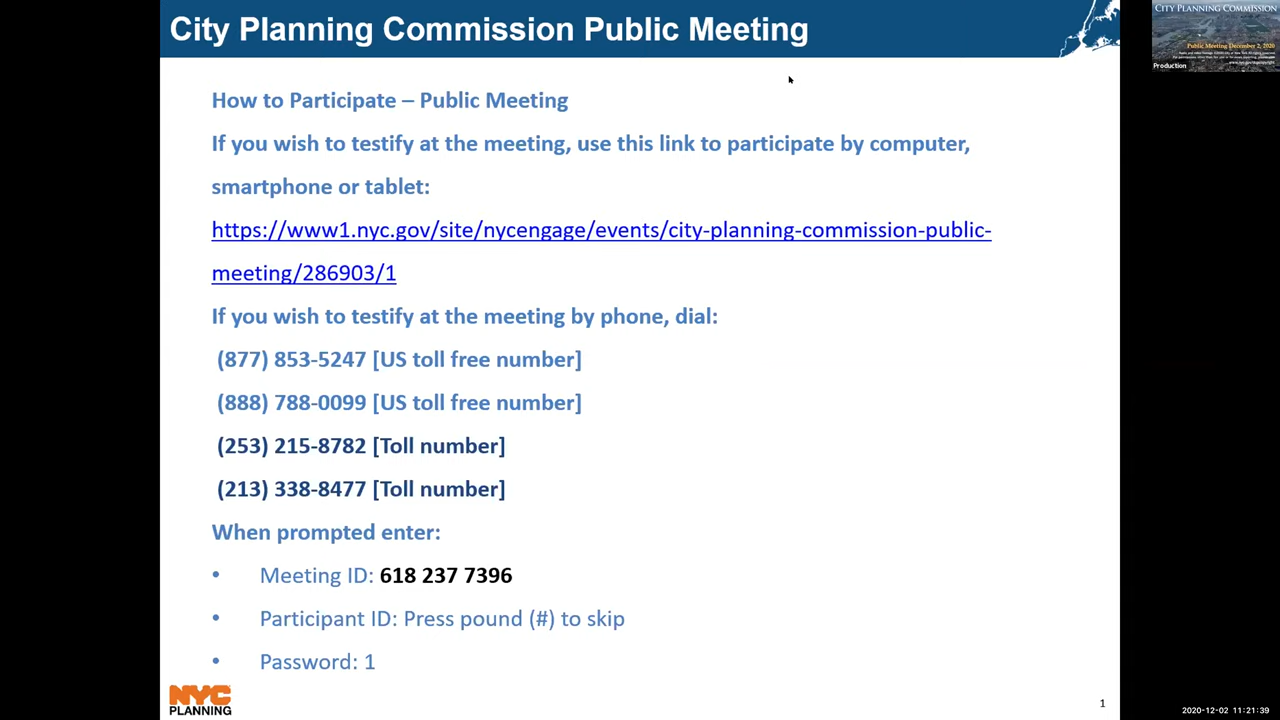 City Planning Commission Public Meeting
CITY PLANNING COMMISSION
Public Meeting December 2, 2020
Production
How to Participate – Public Meeting
If you wish to testify at the meeting, use this link to participate by computer,
smartphone or tablet:
https://www1.nyc.gov/site/nycengage/events/city-planning-commission-public-
meeting/286903/1
If you wish to testify at the meeting by phone, dial:
(877) 853-5247 [US toll free number]
(888) 788-0099 [US toll free number]
(253) 215-8782 [Toll number]
(213) 338-8477 [Toll number]
When prompted enter:
• Meeting ID: 618 237 7396
• Participant ID: Press pound (#) to skip
• Password: 1
NYC
PLANNING
1
2020-12-02 11:21:39